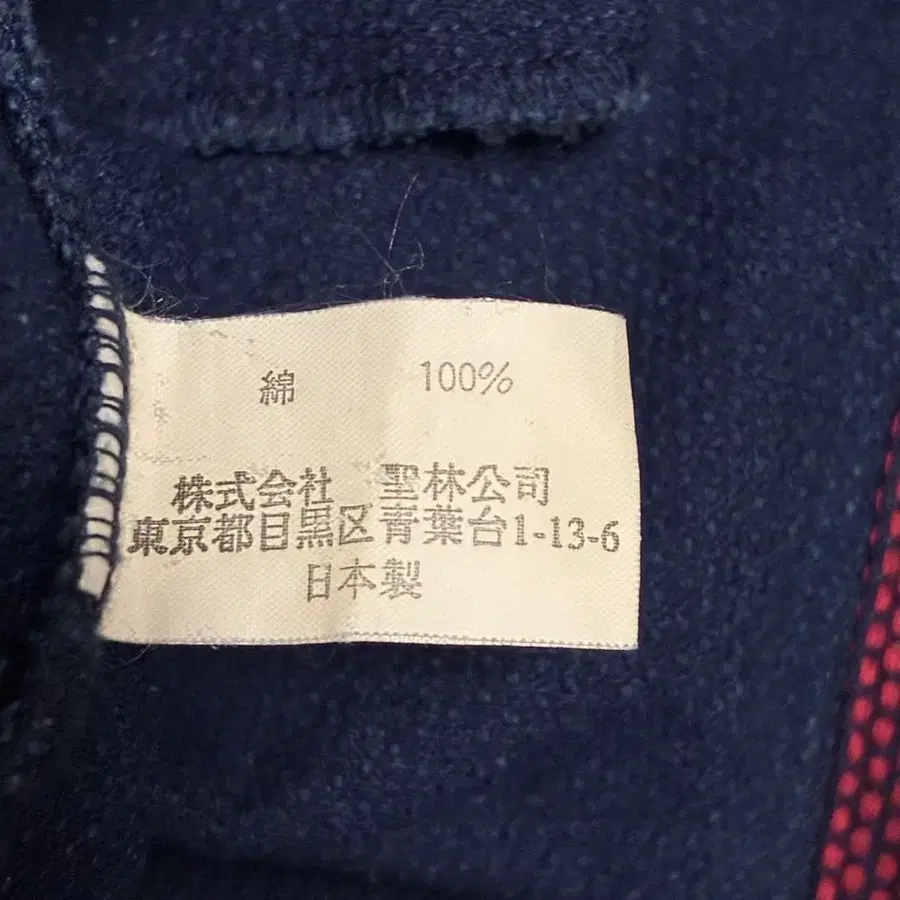 綿 100%
株式会社 聖林公司
東京都目黒区青葉台1-13-6
日本製